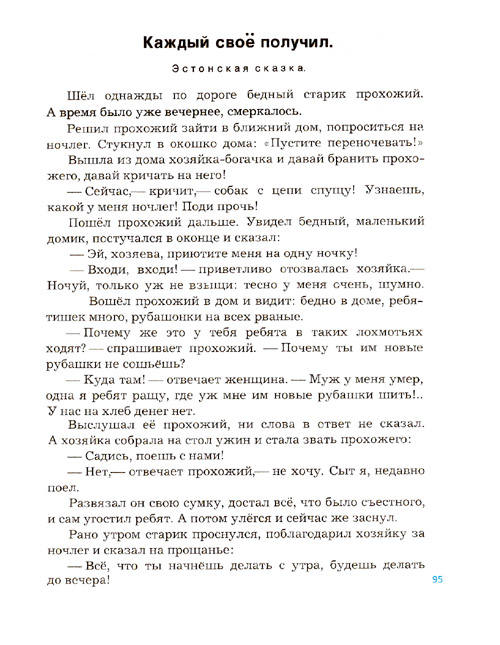 Каждый своё получил.
Эстонская сказка.
Шёл однажды по дороге бедный старик прохожий.
А время было уже вечернее, смеркалось.
Решил прохожий зайти в ближний дом, попроситься на
ночлег. Стукнул в окошко дома: «Пустите переночевать!»
Вышла из дома хозяйка-богачка и давай бранить прохо-
жего, давай кричать на него!
— Сейчас,— кричит,— собак с цепи спущу! Узнаешь,
какой у меня ночлег! Поди прочь!
Пошёл прохожий дальше. Увидел бедный, маленький
домик, постучался в оконце и сказал:
— Эй, хозяева, приютите меня на одну ночку!
— Входи, входи! — приветливо отозвалась хозяйка.—
Ночуй, только уж не взыщи: тесно у меня очень, шумно.
Вошёл прохожий в дом и видит: бедно в доме, ребя-
тишек много, рубашонки на всех рваные.
— Почему же это у тебя ребята в таких лохмотьях
ходят? — спрашивает прохожий. — Почему ты им новые
рубашки не сошьёшь?
— Куда там! — отвечает женщина. — Муж у меня умер,
одна я ребят ращу, где уж мне им новые рубашки шить!..
У нас на хлеб денег нет.
Выслушал её прохожий, ни слова в ответ не сказал.
А хозяйка собрала на стол ужин и стала звать прохожего:
— Садись, поешь с нами!
— Нет,— отвечает прохожий,— не хочу. Сыт я, недавно
поел.
Развязал он свою сумку, достал всё, что было съестного,
и сам угостил ребят. А потом улёгся и сейчас же заснул.
Рано утром старик проснулся, поблагодарил хозяйку за
ночлег и сказал на прощанье:
— Всё, что ты начнёшь делать с утра, будешь делать
до вечера!
95